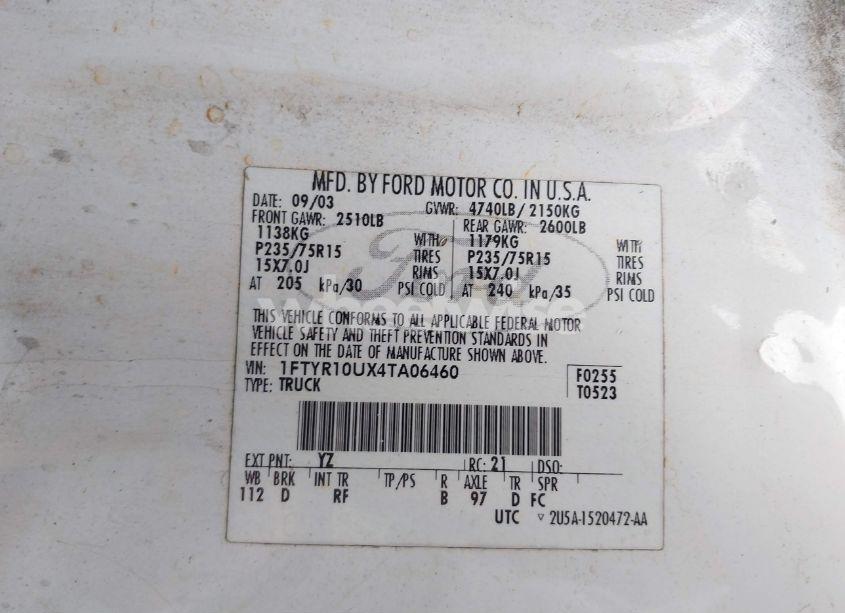 MFD. BY FORD MOTOR CO. IN U.S.A.
DATE: 09/03 GVWR: 4740LB/ 2150KG
FRONT GAWR: 2510LB REAR GAWR: 2600LB
1138KG WITH 1179KG WITH
P235/75R15 TIRES P235/75R15 TIRES
15X7.0J RIMS 15X7.0J RIMS
AT 205 kPa/30 PSI COLD AT 240 kPa/35 PSI COLD
THIS VEHICLE CONFORMS TO ALL APPLICABLE FEDERAL MOTOR
VEHICLE SAFETY AND THEFT PREVENTION STANDARDS IN
EFFECT ON THE DATE OF MANUFACTURE SHOWN ABOVE.
VIN: 1FTYR10UX4TA06460 F0255
TYPE: TRUCK T0523
EXT PNT: YZ RC: 21 DSO:
WB BRK INT TR TP/PS R AXLE TR SPR
112 D RF B 97 D FC
UTC ▽ 2U5A-1520472-AA